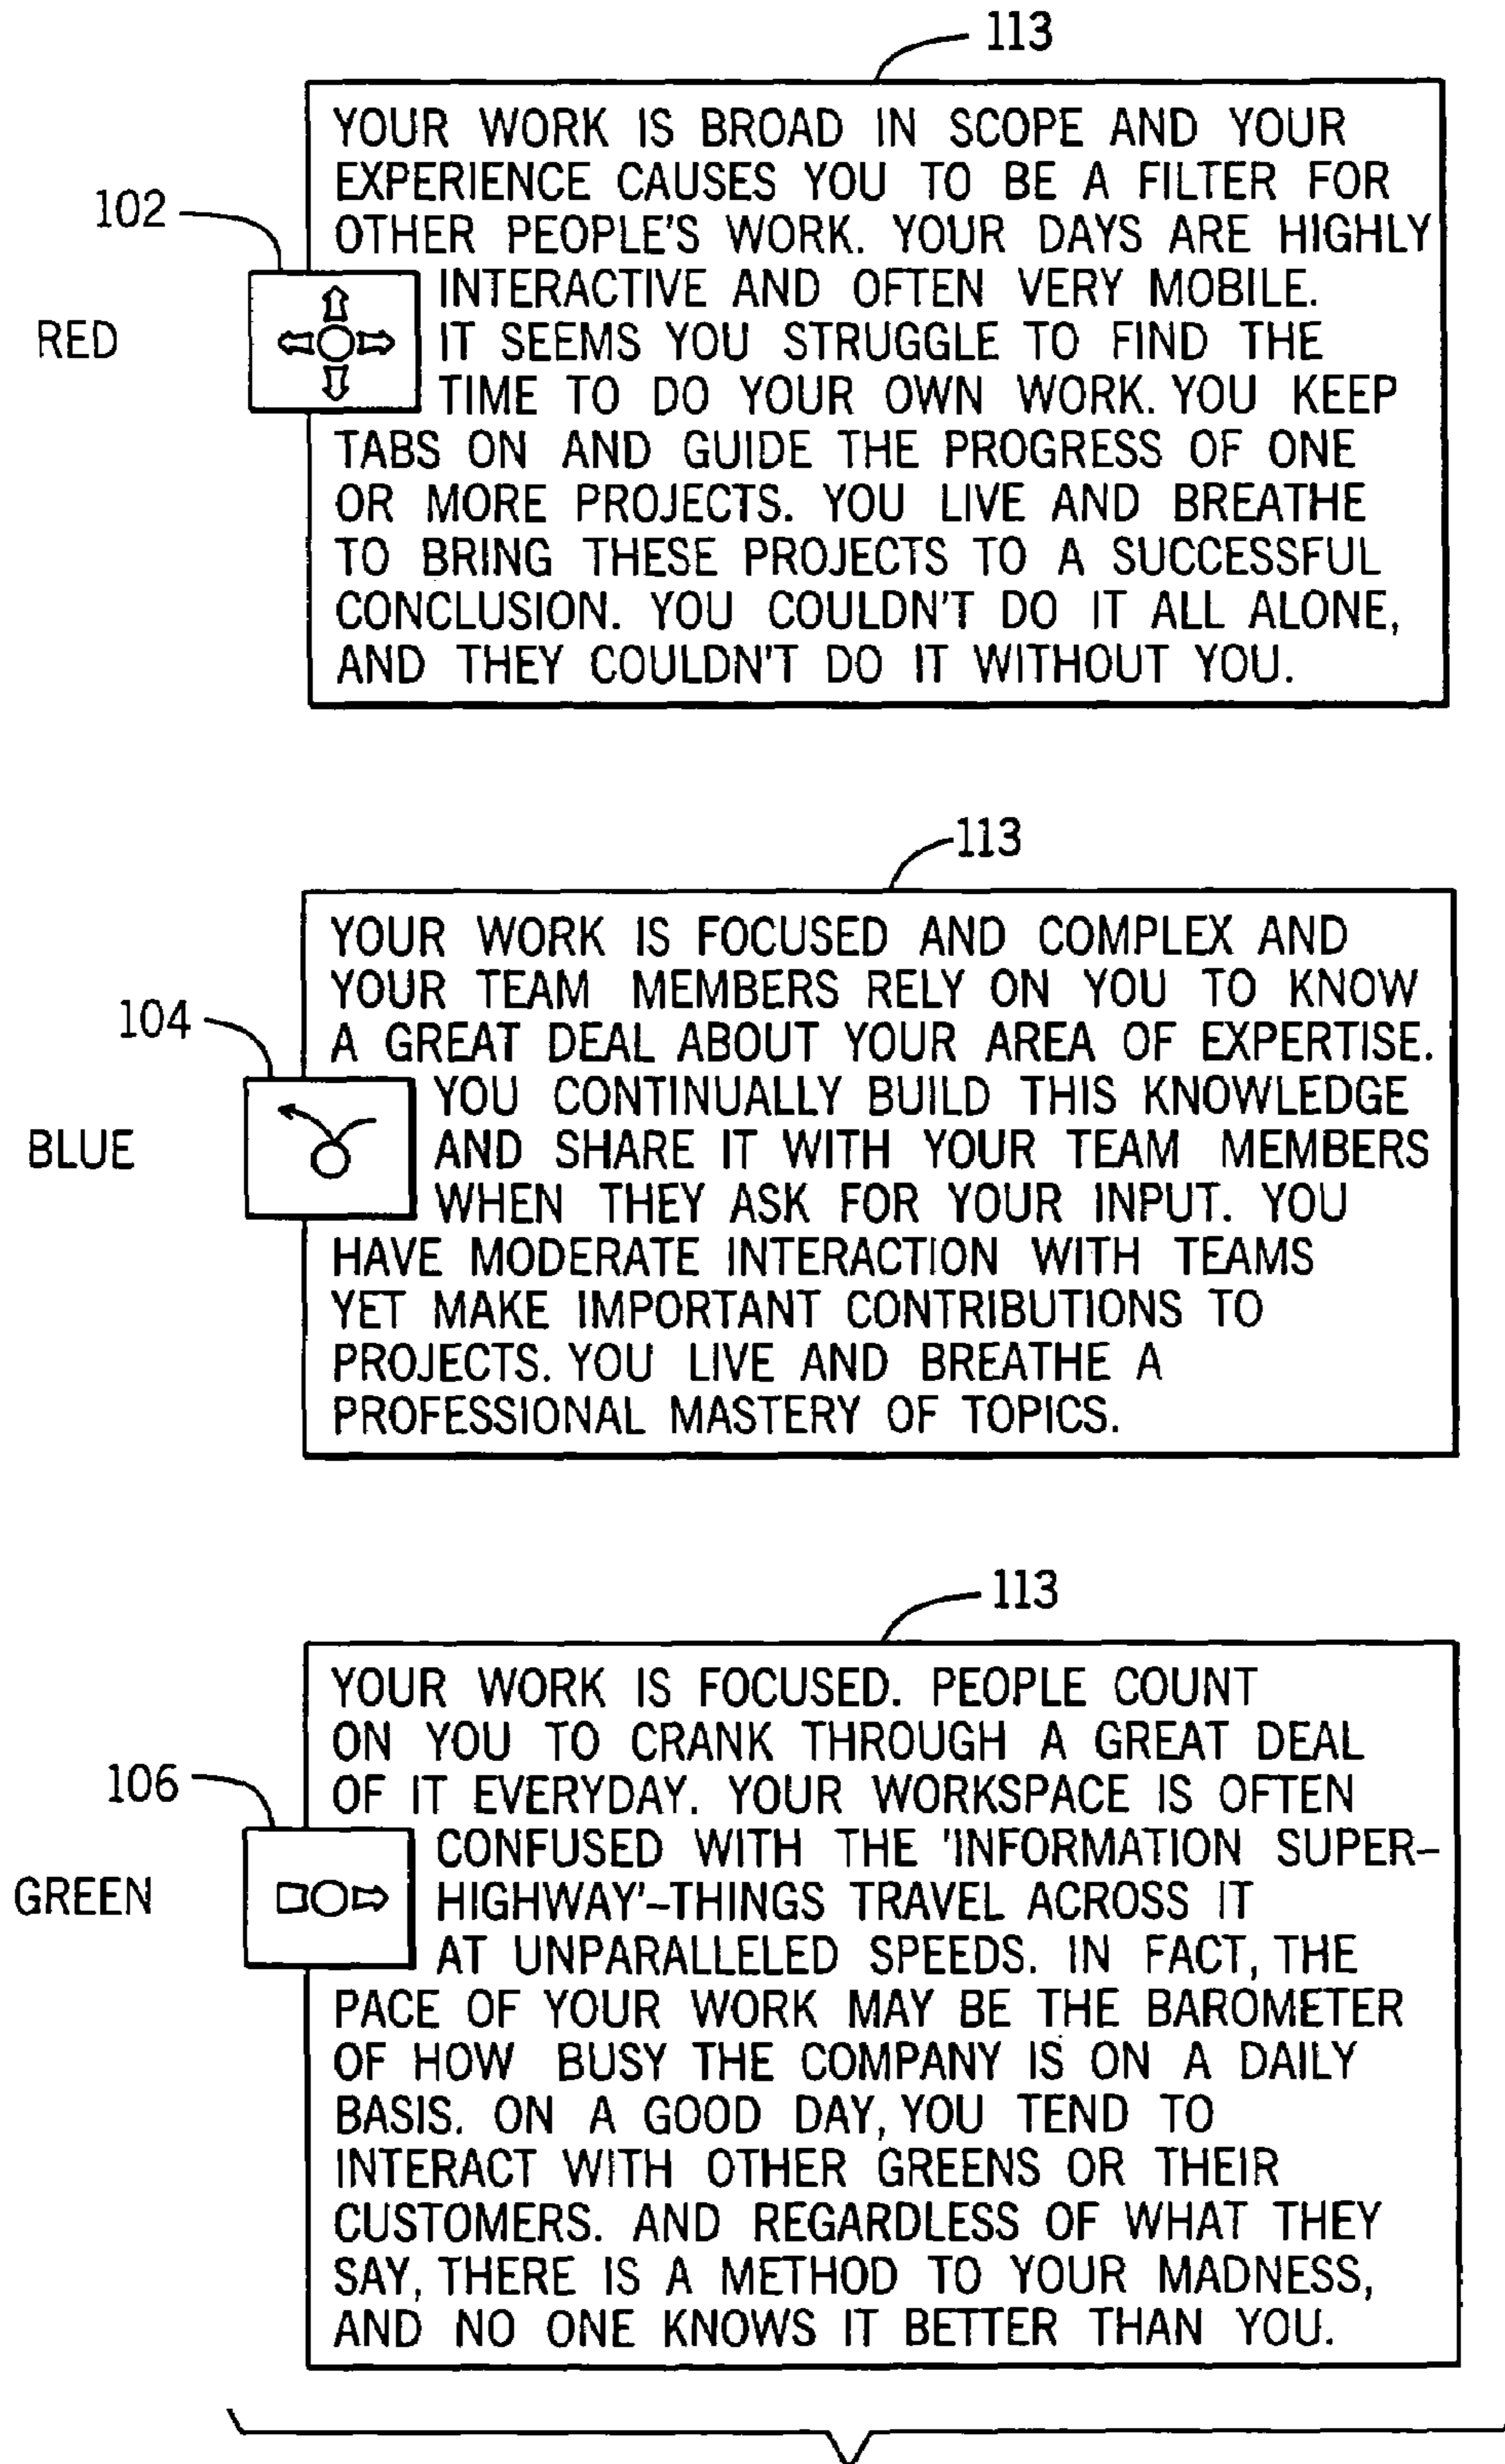 113
YOUR WORK IS BROAD IN SCOPE AND YOUR
EXPERIENCE CAUSES YOU TO BE A FILTER FOR
102
OTHER PEOPLE'S WORK. YOUR DAYS ARE HIGHLY
INTERACTIVE AND OFTEN VERY MOBILE.
RED
IT SEEMS YOU STRUGGLE TO FIND THE
TIME TO DO YOUR OWN WORK. YOU KEEP
TABS ON AND GUIDE THE PROGRESS OF ONE
OR MORE PROJECTS. YOU LIVE AND BREATHE
TO BRING THESE PROJECTS TO A SUCCESSFUL
CONCLUSION. YOU COULDN'T DO IT ALL ALONE,
AND THEY COULDN'T DO IT WITHOUT YOU.
113
YOUR WORK IS FOCUSED AND COMPLEX AND
YOUR TEAM MEMBERS RELY ON YOU TO KNOW
104
A GREAT DEAL ABOUT YOUR AREA OF EXPERTISE.
YOU CONTINUALLY BUILD THIS KNOWLEDGE
BLUE
AND SHARE IT WITH YOUR TEAM MEMBERS
WHEN THEY ASK FOR YOUR INPUT. YOU
HAVE MODERATE INTERACTION WITH TEAMS
YET MAKE IMPORTANT CONTRIBUTIONS TO
PROJECTS. YOU LIVE AND BREATHE A
PROFESSIONAL MASTERY OF TOPICS.
113
YOUR WORK IS FOCUSED. PEOPLE COUNT
ON YOU TO CRANK THROUGH A GREAT DEAL
106
OF IT EVERYDAY. YOUR WORKSPACE IS OFTEN
CONFUSED WITH THE 'INFORMATION SUPER-
GREEN
HIGHWAY'-THINGS TRAVEL ACROSS IT
AT UNPARALLELED SPEEDS. IN FACT, THE
PACE OF YOUR WORK MAY BE THE BAROMETER
OF HOW BUSY THE COMPANY IS ON A DAILY
BASIS. ON A GOOD DAY, YOU TEND TO
INTERACT WITH OTHER GREENS OR THEIR
CUSTOMERS. AND REGARDLESS OF WHAT THEY
SAY, THERE IS A METHOD TO YOUR MADNESS,
AND NO ONE KNOWS IT BETTER THAN YOU.